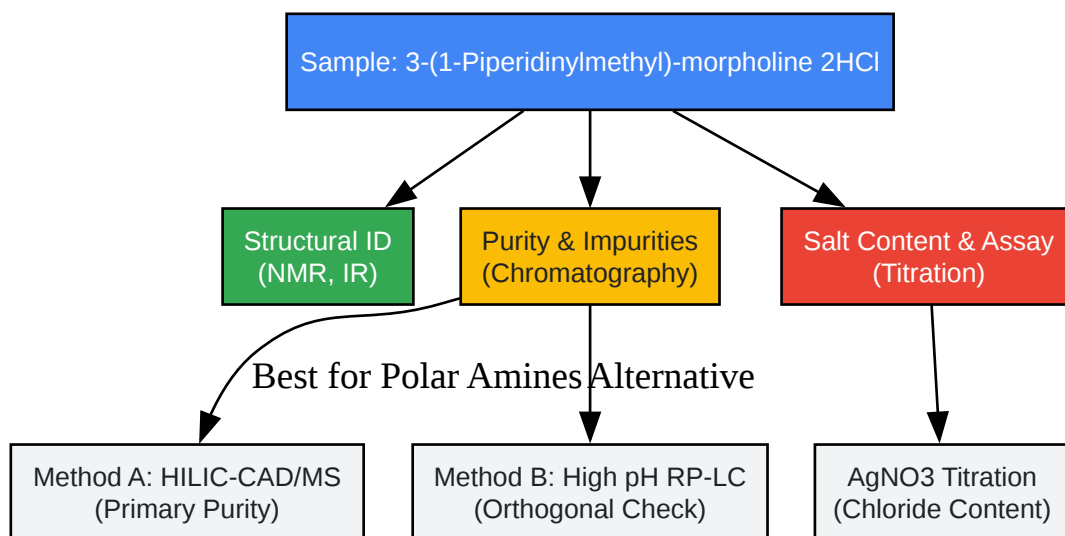 Sample: 3-(1-Piperidinylmethyl)-morpholine 2HCl
Structural ID
(NMR, IR)
Purity & Impurities
(Chromatography)
Salt Content & Assay
(Titration)
Best for Polar Amines
Alternative
Method A: HILIC-CAD/MS
(Primary Purity)
Method B: High pH RP-LC
(Orthogonal Check)
AgNO3 Titration
(Chloride Content)